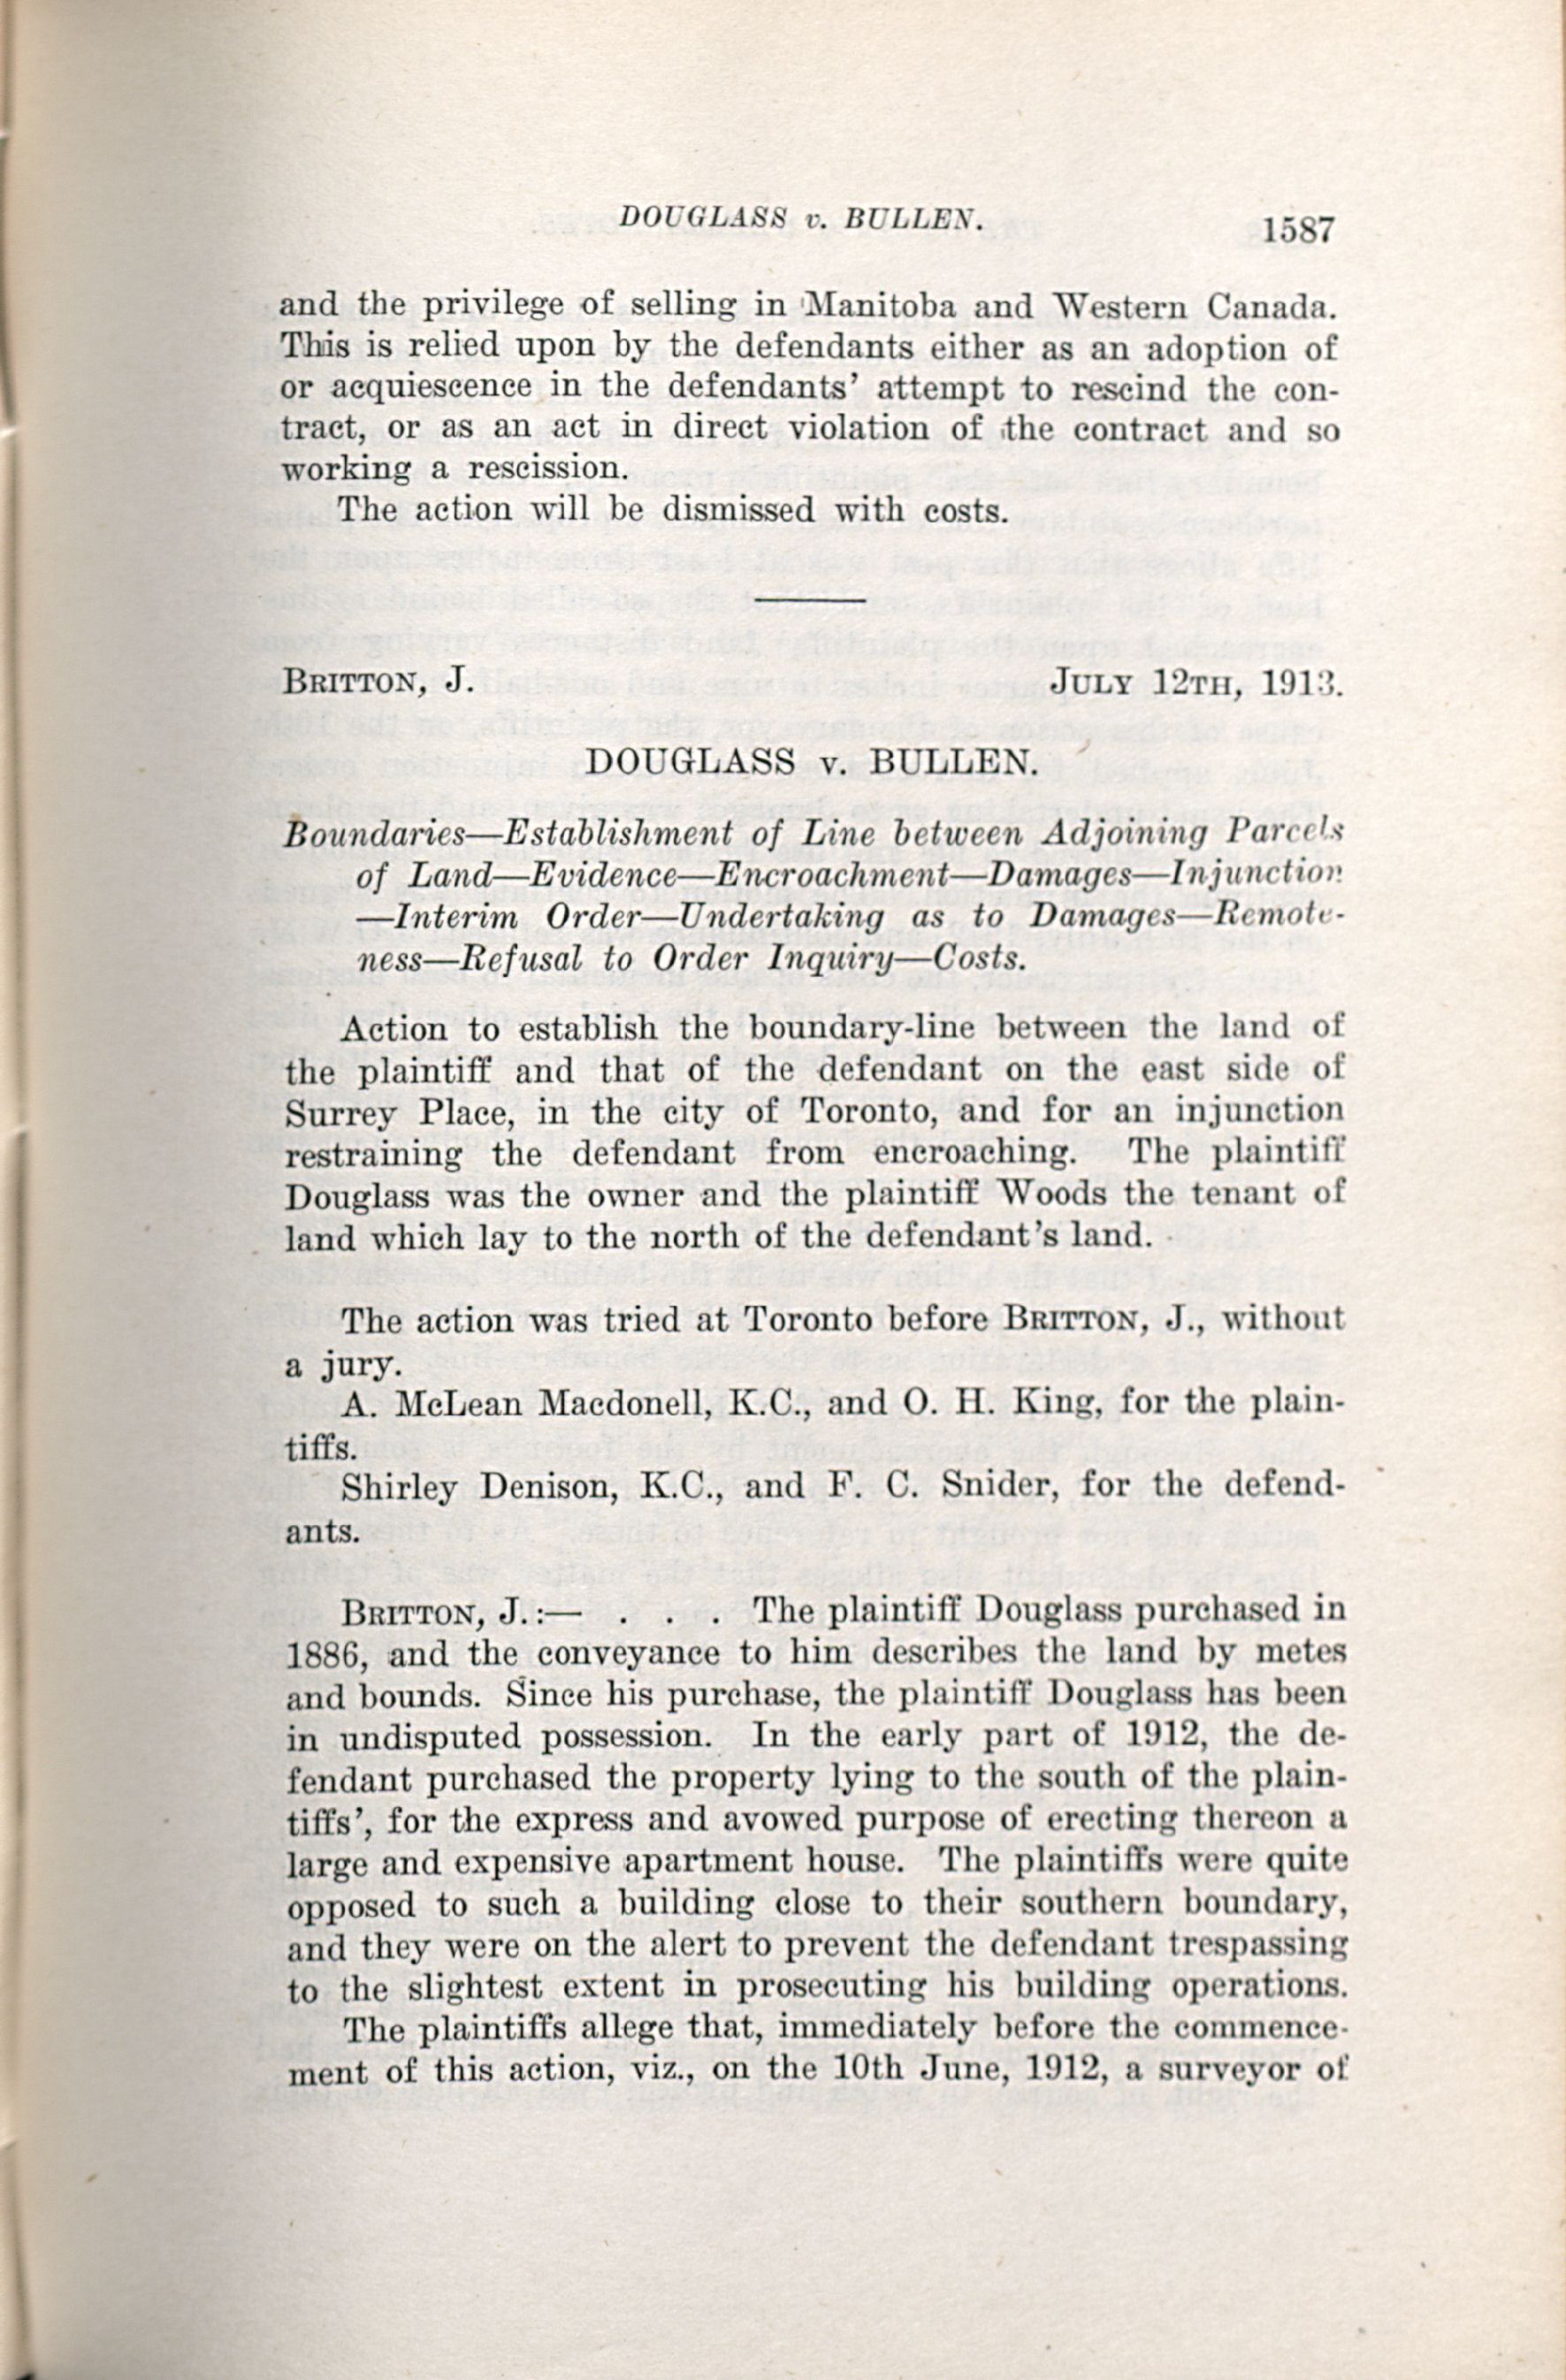 DOUGLASS v. BULLEN.
1587
and the privilege of selling in Manitoba and Western Canada.
This is relied upon by the defendants either as an adoption of
or acquiescence in the defendants' attempt to rescind the con-
tract, or as an act in direct violation of the contract and so
working a rescission.
The action will be dismissed with costs.
BRITTON, J.
JULY 12TH, 1913.
DOUGLASS v. BULLEN.
Boundaries—Establishment of Line between Adjoining Parcels
of Land—Evidence—Encroachment—Damages—Injunction
—Interim Order—Undertaking as to Damages—Remote-
ness—Refusal to Order Inquiry—Costs.
Action to establish the boundary-line between the land of
the plaintiff and that of the defendant on the east side of
Surrey Place, in the city of Toronto, and for an injunction
restraining the defendant from encroaching. The plaintiff
Douglass was the owner and the plaintiff Woods the tenant of
land which lay to the north of the defendant's land.
The action was tried at Toronto before BRITTON, J., without
a jury.
A. McLean Macdonell, K.C., and O. H. King, for the plain-
tiffs.
Shirley Denison, K.C., and F. C. Snider, for the defend-
ants.
BRITTON, J.:— . . . The plaintiff Douglass purchased in
1886, and the conveyance to him describes the land by metes
and bounds. Since his purchase, the plaintiff Douglass has been
in undisputed possession. In the early part of 1912, the de-
fendant purchased the property lying to the south of the plain-
tiffs', for the express and avowed purpose of erecting thereon a
large and expensive apartment house. The plaintiffs were quite
opposed to such a building close to their southern boundary,
and they were on the alert to prevent the defendant trespassing
to the slightest extent in prosecuting his building operations.
The plaintiffs allege that, immediately before the commence-
ment of this action, viz., on the 10th June, 1912, a surveyor of